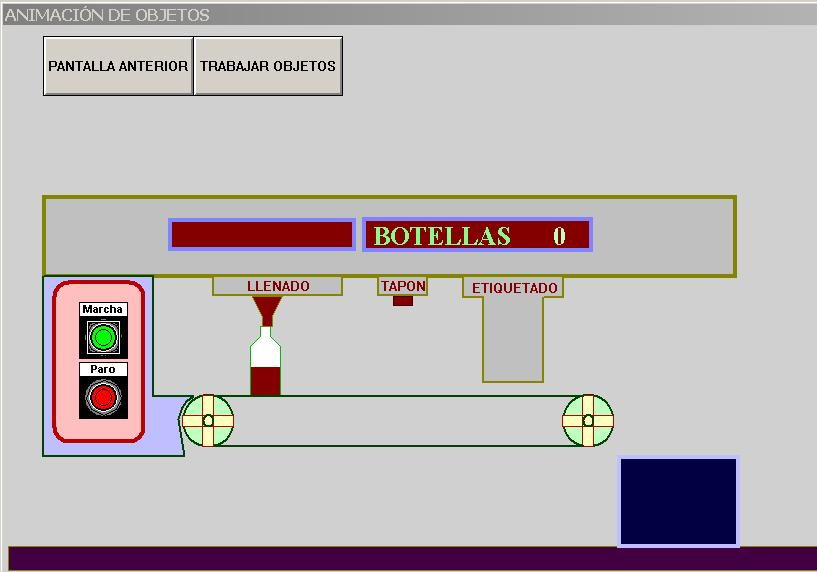 ANIMACIÓN DE OBJETOS
PANTALLA ANTERIOR
TRABAJAR OBJETOS
BOTELLAS 0
LLENADO
TAPON
ETIQUETADO
Marcha
Paro